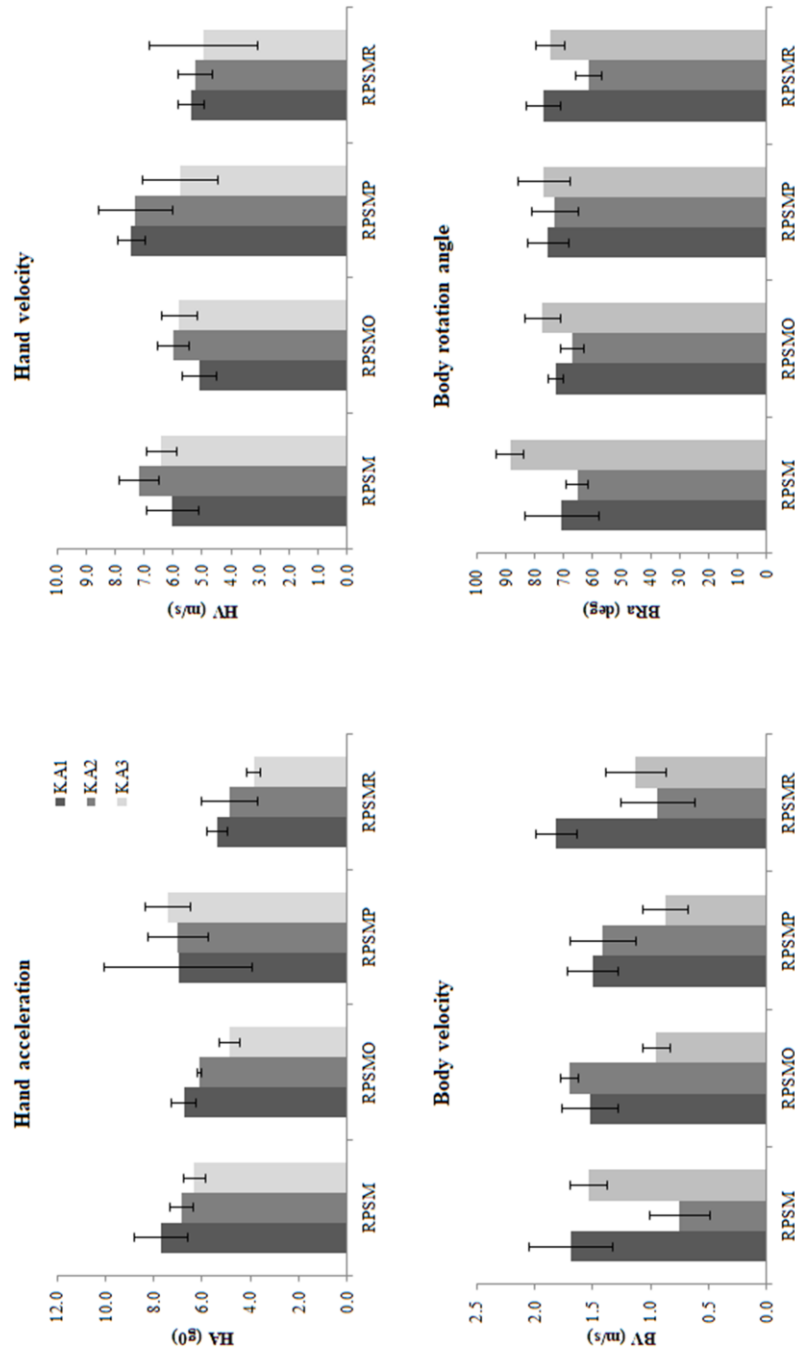 Hand acceleration
HA (g0)
12.0
10.0
8.0
6.0
4.0
2.0
0.0
RPSM
RPSMO
RPSMP
RPSMR
KA1
KA2
KA3
Hand velocity
HV (m/s)
10.0
9.0
8.0
7.0
6.0
5.0
4.0
3.0
2.0
1.0
0.0
RPSM
RPSMO
RPSMP
RPSMR
Body velocity
BV (m/s)
2.5
2.0
1.5
1.0
0.5
0.0
RPSM
RPSMO
RPSMP
RPSMR
Body rotation angle
BRa (deg)
100
90
80
70
60
50
40
30
20
10
0
RPSM
RPSMO
RPSMP
RPSMR